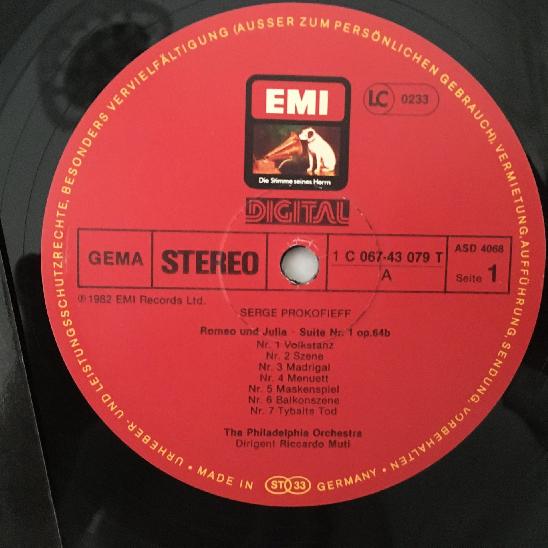 URHEBER- UND LEISTUNGSSCHUTZRECHTE, BESONDERS VERVIELFÄLTIGUNG (AUSSER ZUM PERSÖNLICHEN GEBRAUCH), VERMIETUNG, AUFFÜHRUNG, SENDUNG, VORBEHALTEN •
EMI
Die Stimme seines Herrn
LC 0233
DIGITAL
GEMA
STEREO
1 C 067-43 079 T
A
ASD 4068
Seite 1
℗ 1982 EMI Records Ltd.
SERGE PROKOFIEFF
Romeo und Julia · Suite Nr. 1 op.64b
Nr. 1 Volkstanz
Nr. 2 Szene
Nr. 3 Madrigal
Nr. 4 Menuett
Nr. 5 Maskenspiel
Nr. 6 Balkonszene
Nr. 7 Tybalts Tod
The Philadelphia Orchestra
Dirigent Riccardo Muti
• MADE IN ST 33 GERMANY •